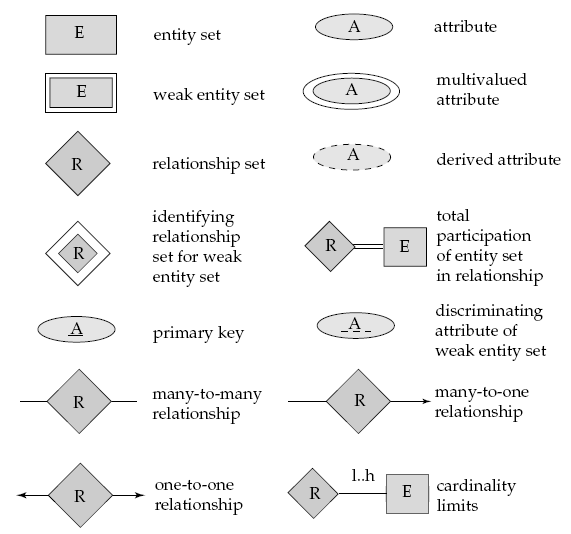 E
entity set
A
attribute
E
weak entity set
A
multivalued
attribute
R
relationship set
A
derived attribute
R
identifying
relationship
set for weak
entity set
R
E
total
participation
of entity set
in relationship
A
primary key
A
discriminating
attribute of
weak entity set
R
many-to-many
relationship
R
many-to-one
relationship
R
one-to-one
relationship
R
l..h
E
cardinality
limits